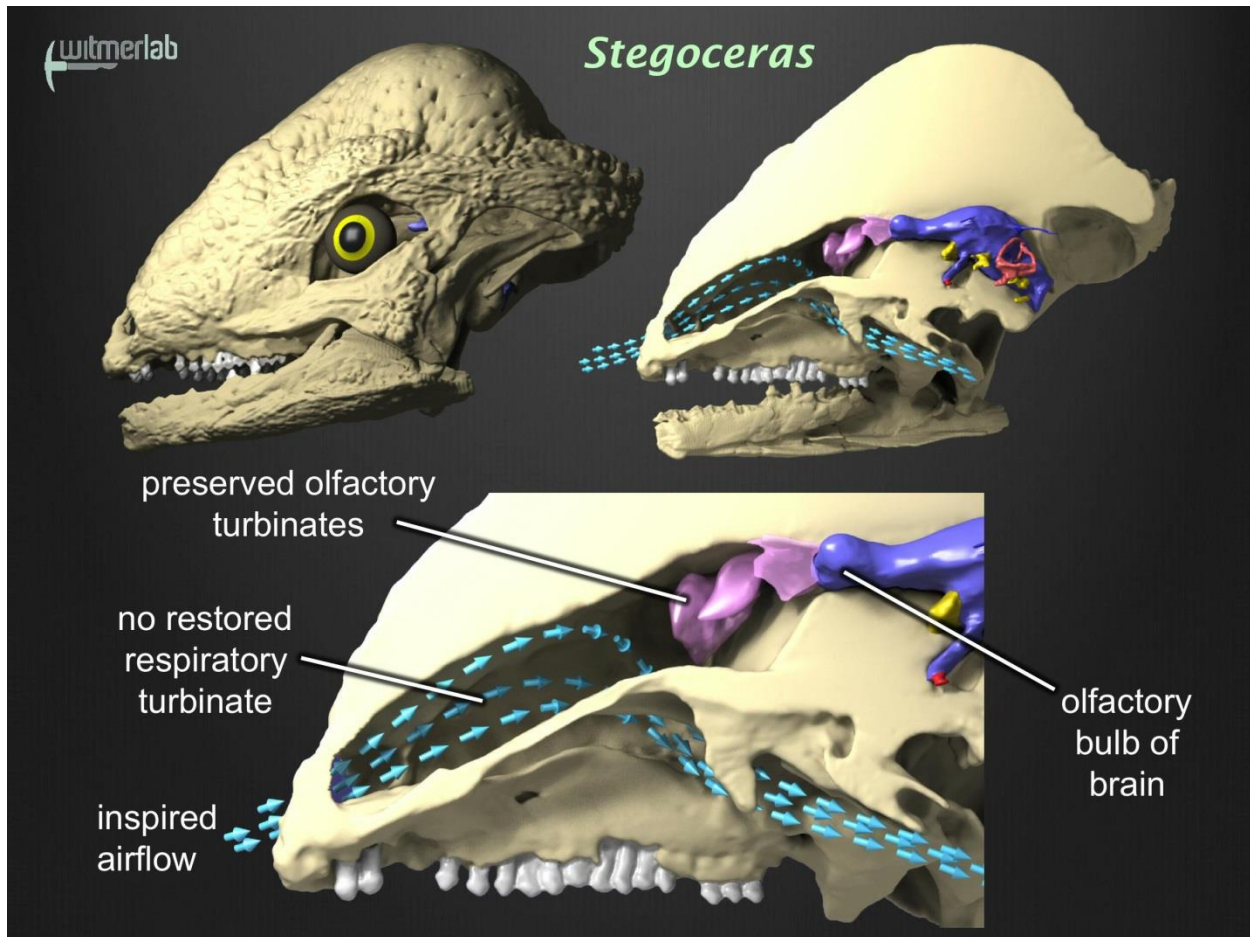 witmerlab
Stegoceras
preserved olfactory
turbinates
no restored
respiratory
turbinate
inspired
airflow
olfactory
bulb of
brain